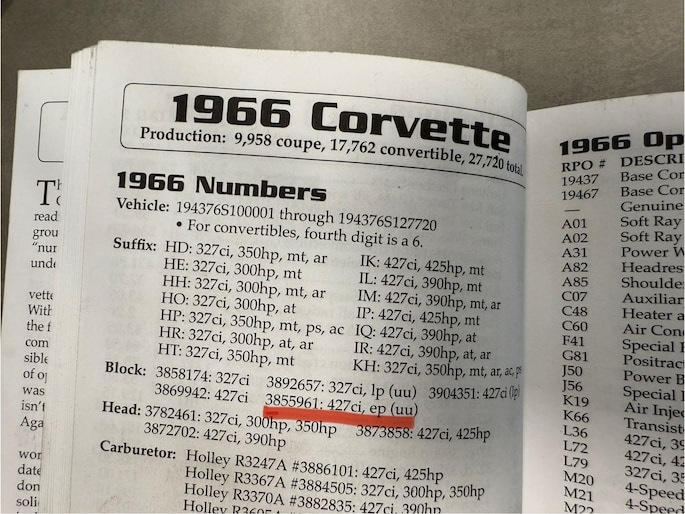 1966 Corvette
Production: 9,958 coupe, 17,762 convertible, 27,720 total.
1966 Numbers
Vehicle: 194376S100001 through 194376S127720
• For convertibles, fourth digit is a 6.
Suffix: HD: 327ci, 350hp, mt, ar
HE: 327ci, 300hp, mt
HH: 327ci, 300hp, mt, ar
HO: 327ci, 300hp, at
HP: 327ci, 350hp, mt, ps, ac
HR: 327ci, 300hp, at, ar
HT: 327ci, 350hp, mt
IK: 427ci, 425hp, mt
IL: 427ci, 390hp, mt
IM: 427ci, 390hp, mt, ar
IP: 427ci, 425hp, mt
IQ: 427ci, 390hp, at
IR: 427ci, 390hp, at, ar
KH: 327ci, 350hp, mt, ar, ac, ps
Block: 3858174: 327ci 3892657: 327ci, lp (uu) 3904351: 427ci (lp)
3869942: 427ci 3855961: 427ci, ep (uu)
Head: 3782461: 327ci, 300hp, 350hp 3873858: 427ci, 425hp
3872702: 427ci, 390hp
Carburetor: Holley R3247A #3886101: 427ci, 425hp
Holley R3367A #3884505: 327ci, 300hp, 350hp
Holley R3370A #3882835: 427ci, 390hp
1966 Op
RPO # DESCRI
19437 Base Cor
19467 Base Cor
— Genuine
A01 Soft Ray
A02 Soft Ray
A31 Power W
A82 Headres
A85 Shoulde
C07 Auxiliar
C48 Heater a
C60 Air Con
F41 Special F
G81 Positract
J50 Power B
J56 Special
K19 Air Injec
K66 Transist
L36 427ci, 39
L72 427ci, 4
L79 327ci, 35
M20 4-Speed
M21 4-Speed
M22